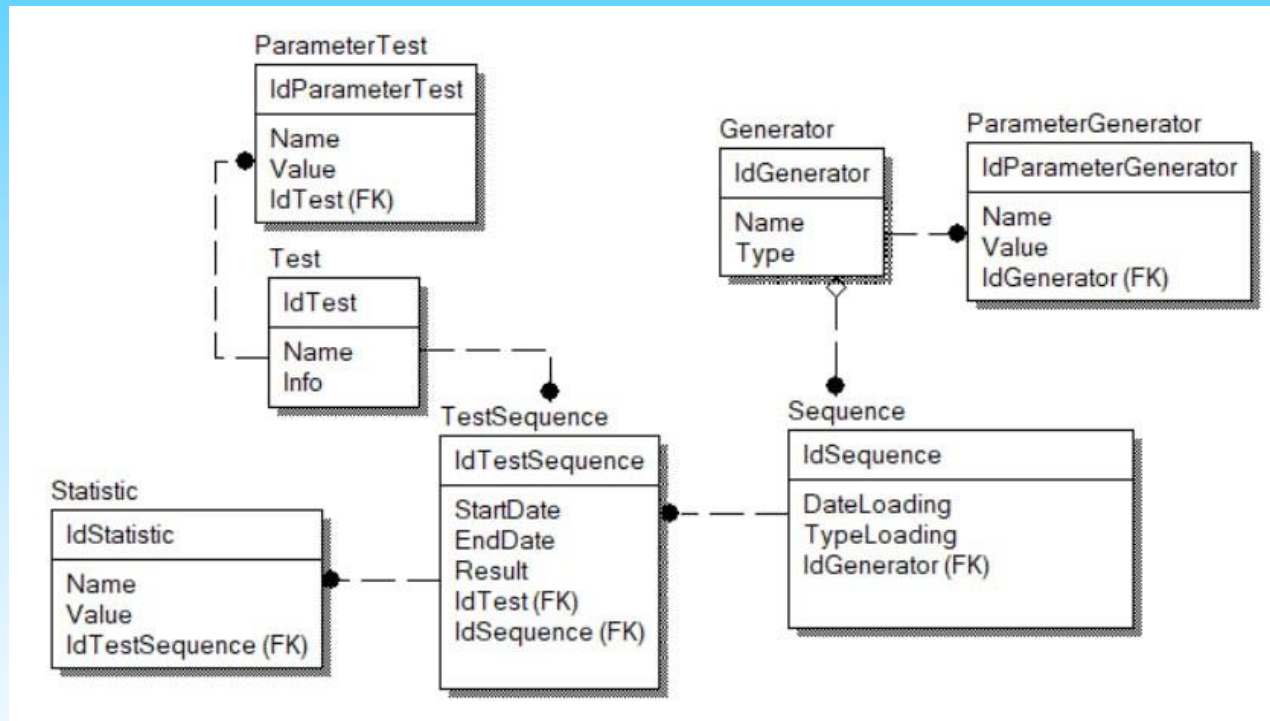 ParameterTest
IdParameterTest
Name
Value
IdTest (FK)
Test
IdTest
Name
Info
Generator
IdGenerator
Name
Type
ParameterGenerator
IdParameterGenerator
Name
Value
IdGenerator (FK)
TestSequence
IdTestSequence
StartDate
EndDate
Result
IdTest (FK)
IdSequence (FK)
Sequence
IdSequence
DateLoading
TypeLoading
IdGenerator (FK)
Statistic
IdStatistic
Name
Value
IdTestSequence (FK)